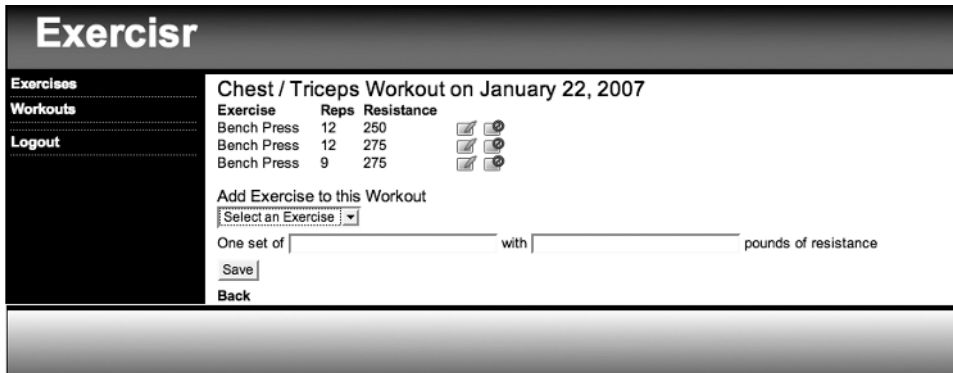 Exercisr
Exercises
Workouts
Logout
Chest / Triceps Workout on January 22, 2007
Exercise Reps Resistance
Bench Press 12 250
Bench Press 12 275
Bench Press 9 275
Add Exercise to this Workout
Select an Exercise
One set of with pounds of resistance
Save
Back